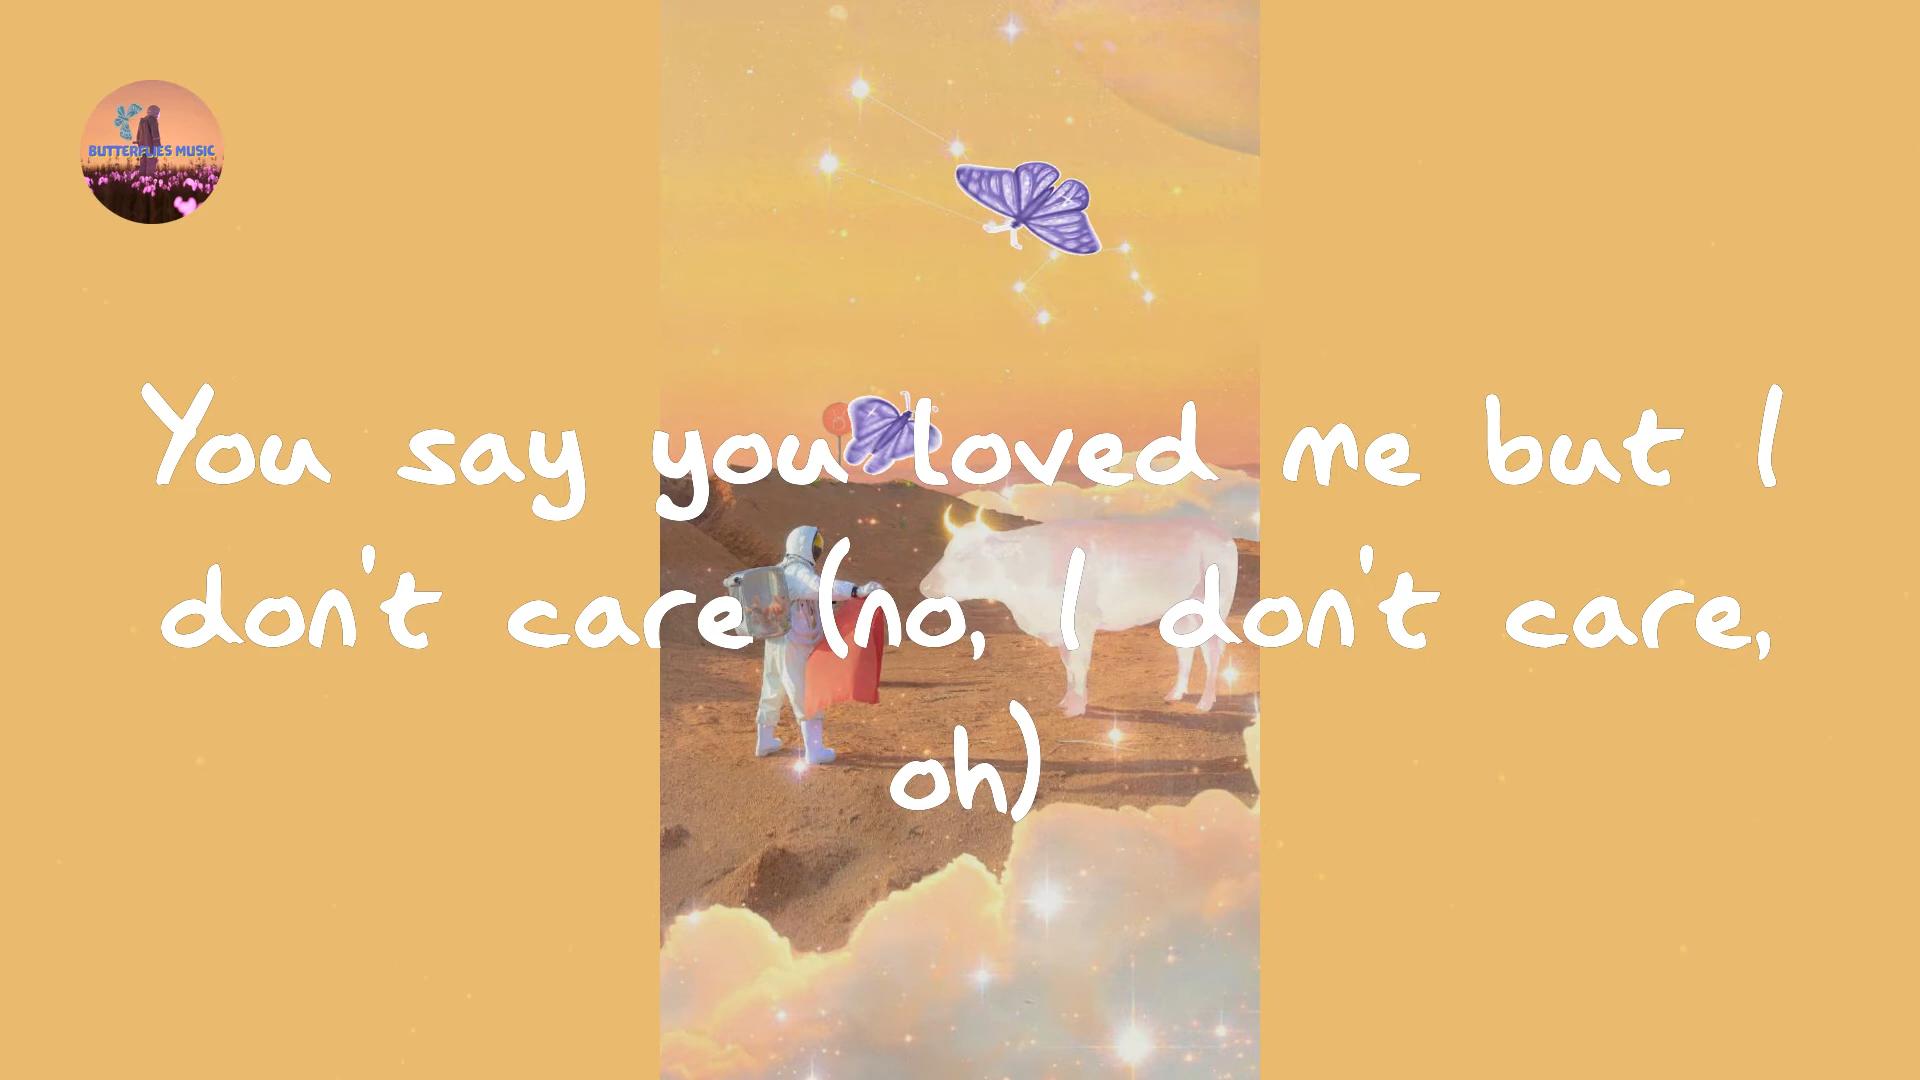 BUTTERFLIES MUSIC
You say you loved me but I
don't care (no, I don't care,
oh)